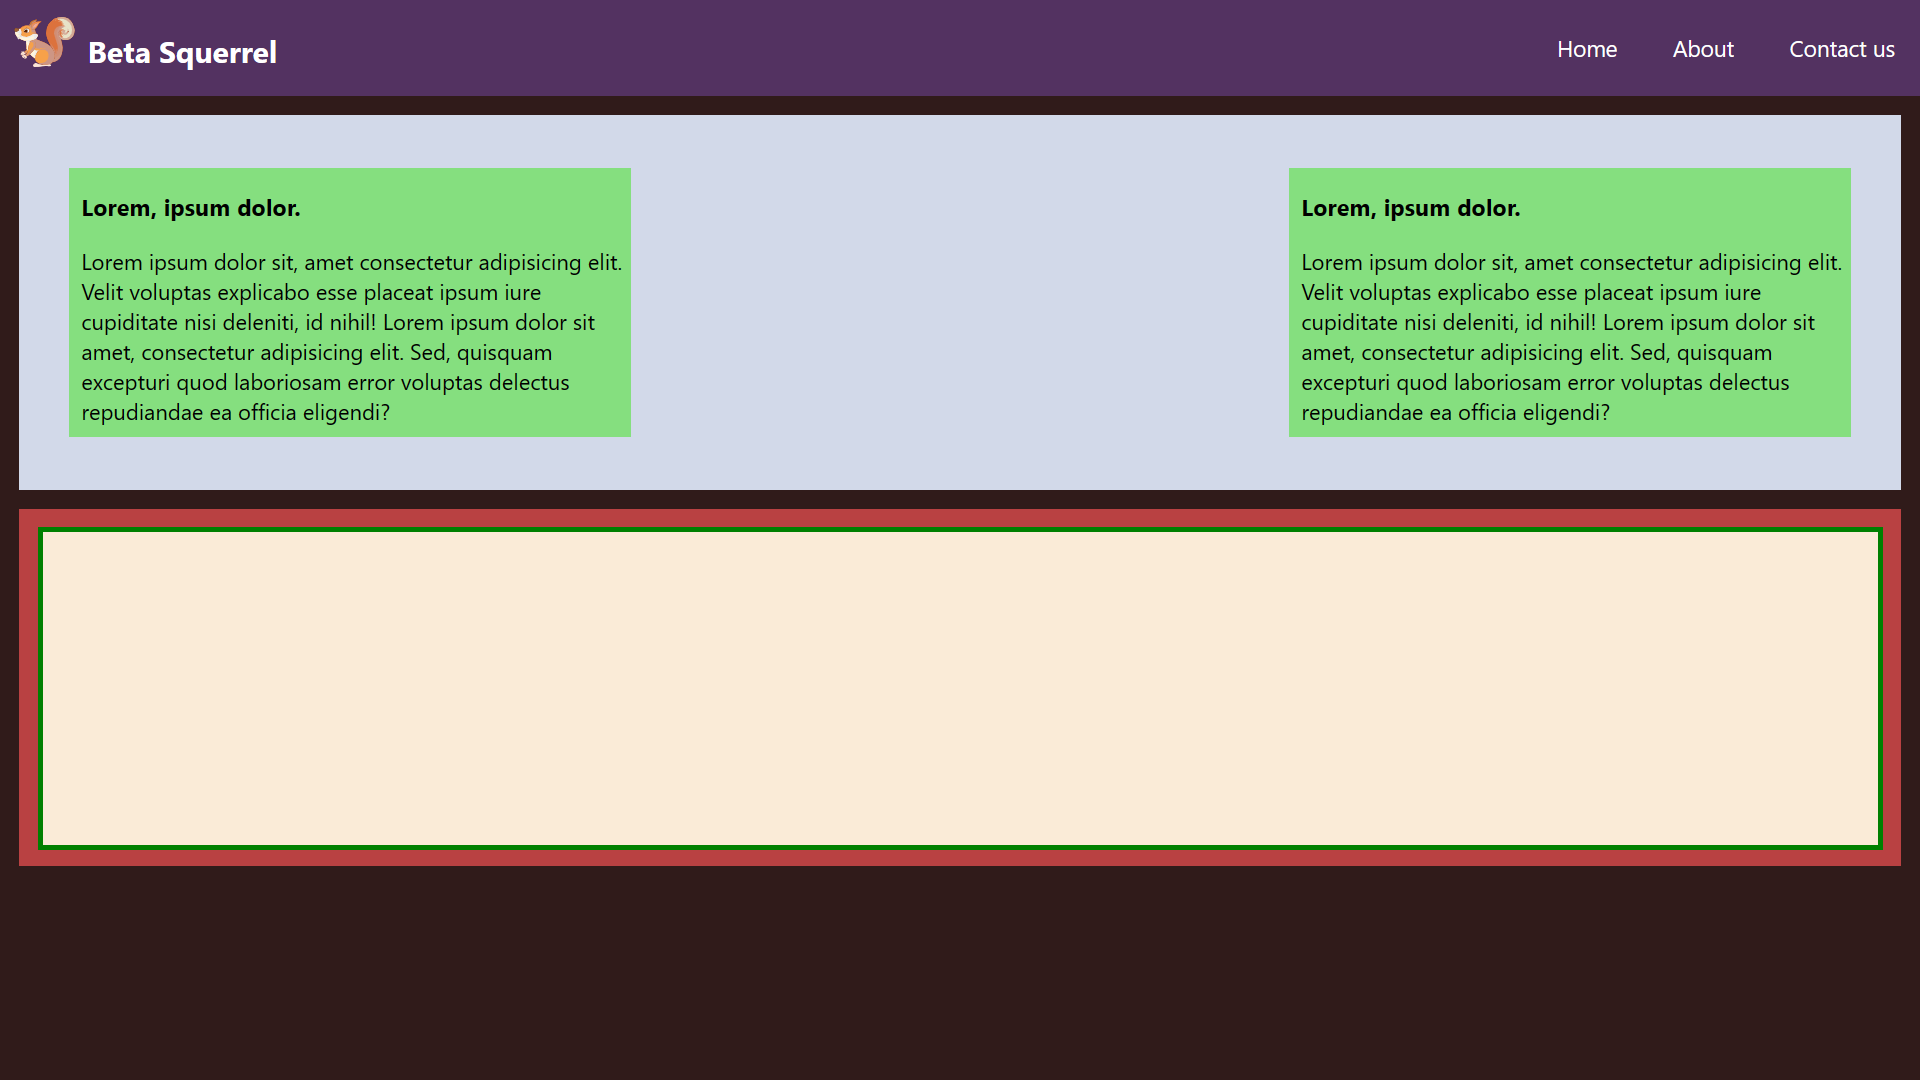 Beta Squerrel
Home
About
Contact us
Lorem, ipsum dolor.
Lorem ipsum dolor sit, amet consectetur adipisicing elit.
Velit voluptas explicabo esse placeat ipsum iure
cupiditate nisi deleniti, id nihil! Lorem ipsum dolor sit
amet, consectetur adipisicing elit. Sed, quisquam
excepturi quod laboriosam error voluptas delectus
repudiandae ea officia eligendi?
Lorem, ipsum dolor.
Lorem ipsum dolor sit, amet consectetur adipisicing elit.
Velit voluptas explicabo esse placeat ipsum iure
cupiditate nisi deleniti, id nihil! Lorem ipsum dolor sit
amet, consectetur adipisicing elit. Sed, quisquam
excepturi quod laboriosam error voluptas delectus
repudiandae ea officia eligendi?